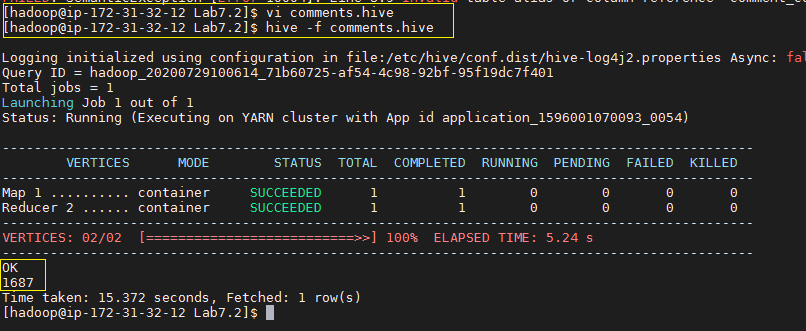 [hadoop@ip-172-31-32-12 Lab7.2]$ vi comments.hive
[hadoop@ip-172-31-32-12 Lab7.2]$ hive -f comments.hive
Logging initialized using configuration in file:/etc/hive/conf.dist/hive-log4j2.properties Async: fal
Query ID = hadoop_20200729100614_71b60725-af54-4c98-92bf-95f19dc7f401
Total jobs = 1
Launching Job 1 out of 1
Status: Running (Executing on YARN cluster with App id application_1596001070093_0054)
----------------------------------------------------------------------------------------------
VERTICES MODE STATUS TOTAL COMPLETED RUNNING PENDING FAILED KILLED
----------------------------------------------------------------------------------------------
Map 1 .......... container SUCCEEDED 1 1 0 0 0 0
Reducer 2 ...... container SUCCEEDED 1 1 0 0 0 0
----------------------------------------------------------------------------------------------
VERTICES: 02/02 [==========================>>] 100% ELAPSED TIME: 5.24 s
----------------------------------------------------------------------------------------------
OK
1687
Time taken: 15.372 seconds, Fetched: 1 row(s)
[hadoop@ip-172-31-32-12 Lab7.2]$